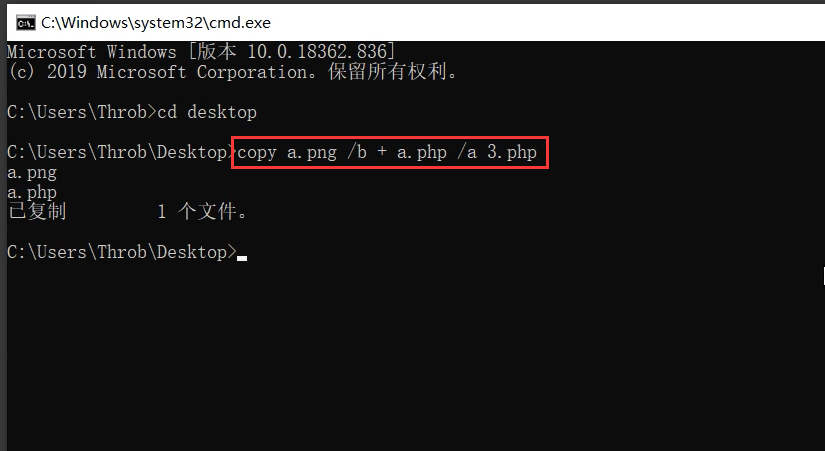 C:\Windows\system32\cmd.exe
Microsoft Windows [版本 10.0.18362.836]
(c) 2019 Microsoft Corporation。保留所有权利。
C:\Users\Throb>cd desktop
C:\Users\Throb\Desktop>copy a.png /b + a.php /a 3.php
a.png
a.php
已复制         1 个文件。
C:\Users\Throb\Desktop>